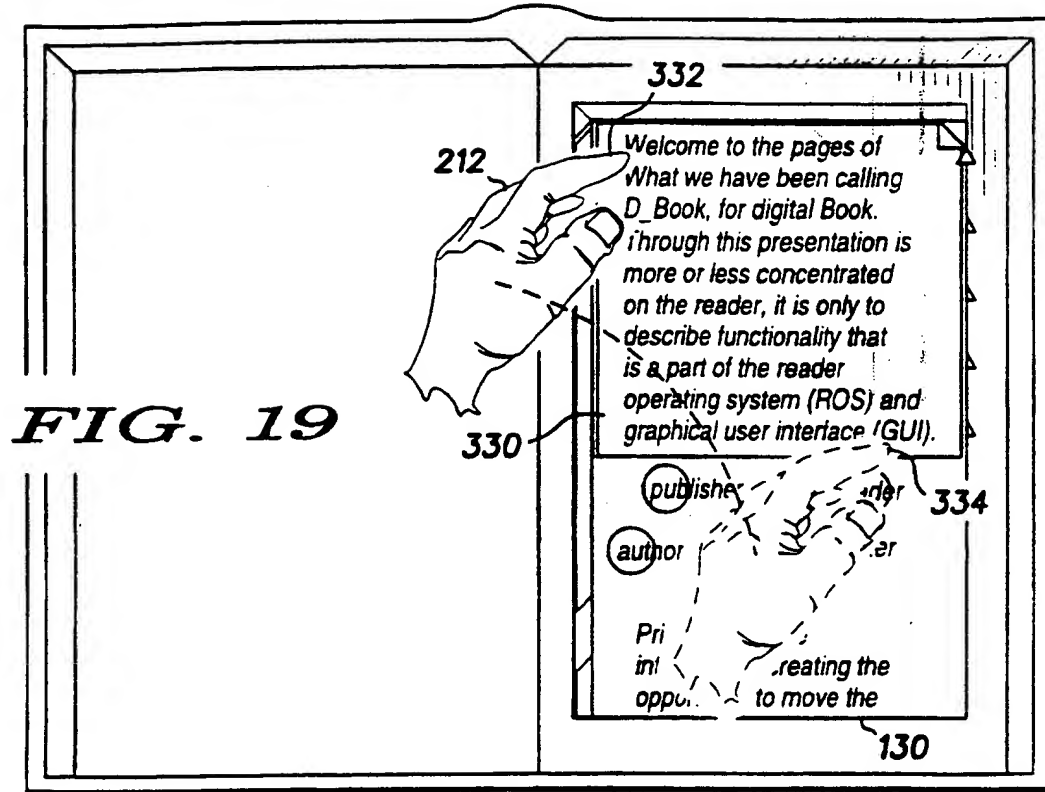 332
212
Welcome to the pages of
What we have been calling
D_Book, for digital Book.
Through this presentation is
more or less concentrated
on the reader, it is only to
describe functionality that
is a part of the reader
operating system (ROS) and
graphical user interface (GUI).
FIG. 19
330
334
publishe
author
Pri
int reating the
to move the
130